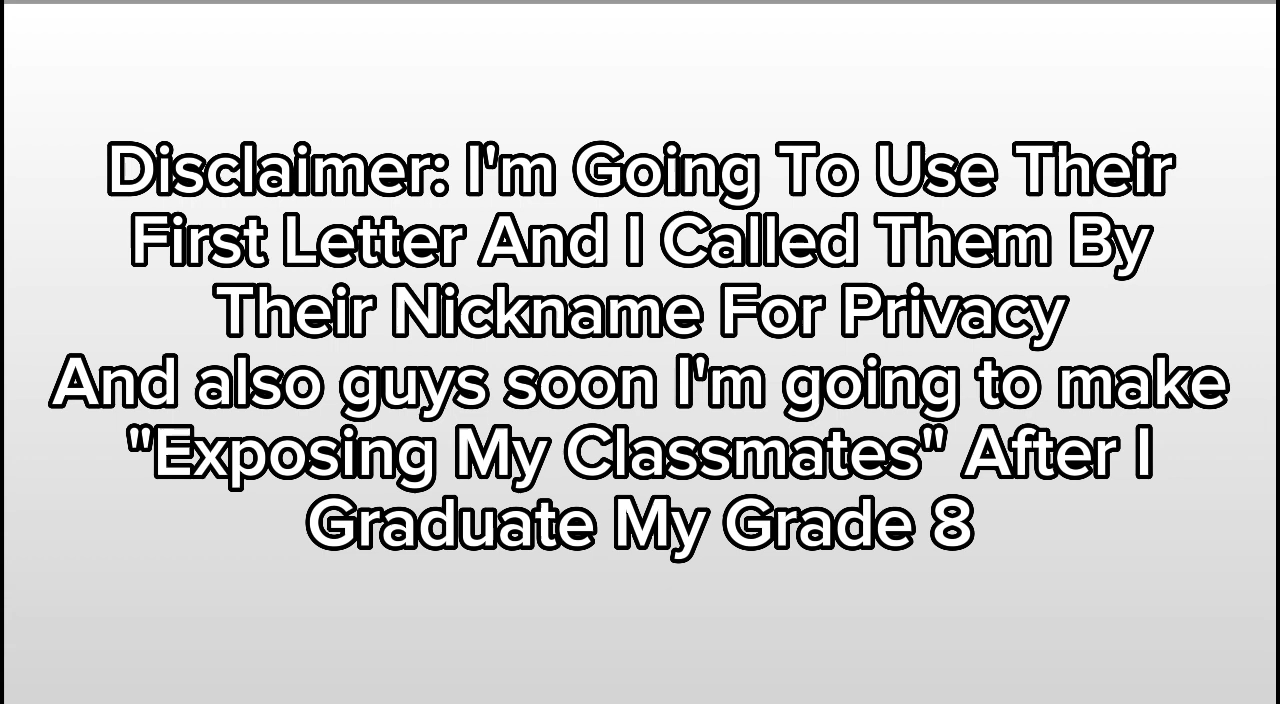 Disclaimer: I'm Going To Use Their
First Letter And I Called Them By
Their Nickname For Privacy
And also guys soon I'm going to make
"Exposing My Classmates" After I
Graduate My Grade 8